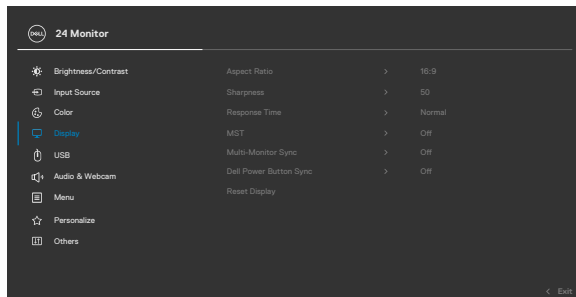 DELL 24 Monitor
Brightness/Contrast Aspect Ratio > 16:9
Input Source Sharpness > 50
Color Response Time > Normal
Display MST > Off
USB Multi-Monitor Sync > Off
Audio & Webcam Dell Power Button Sync > Off
Menu Reset Display
Personalize
Others
< Exit